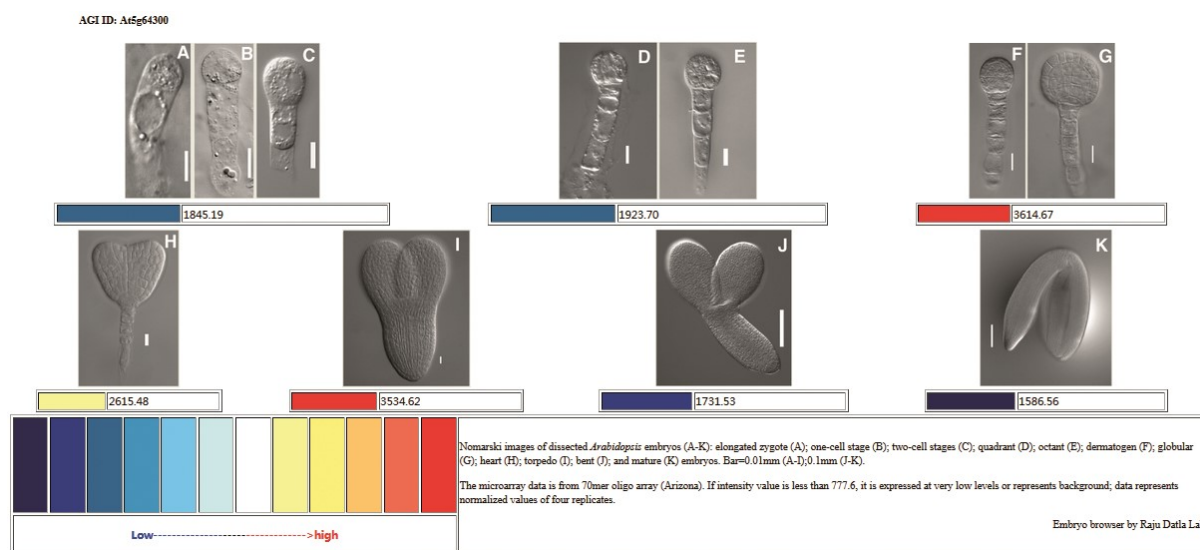 AGI ID: At5g64300
A B C
D E
F G
1845.19
1923.70
3614.67
H
I
J
K
2615.48
3534.62
1731.53
1586.56
Nomarski images of dissected Arabidopsis embryos (A-K): elongated zygote (A); one-cell stage (B); two-cell stages (C); quadrant (D); octant (E); dermatogen (F); globular
(G); heart (H); torpedo (I); bent (J); and mature (K) embryos. Bar=0.01mm (A-I);0.1mm (J-K).
The microarray data is from 70mer oligo array (Arizona). If intensity value is less than 777.6, it is expressed at very low levels or represents background; data represents
normalized values of four replicates.
Low------------------------------>high
Embryo browser by Raju Datla La